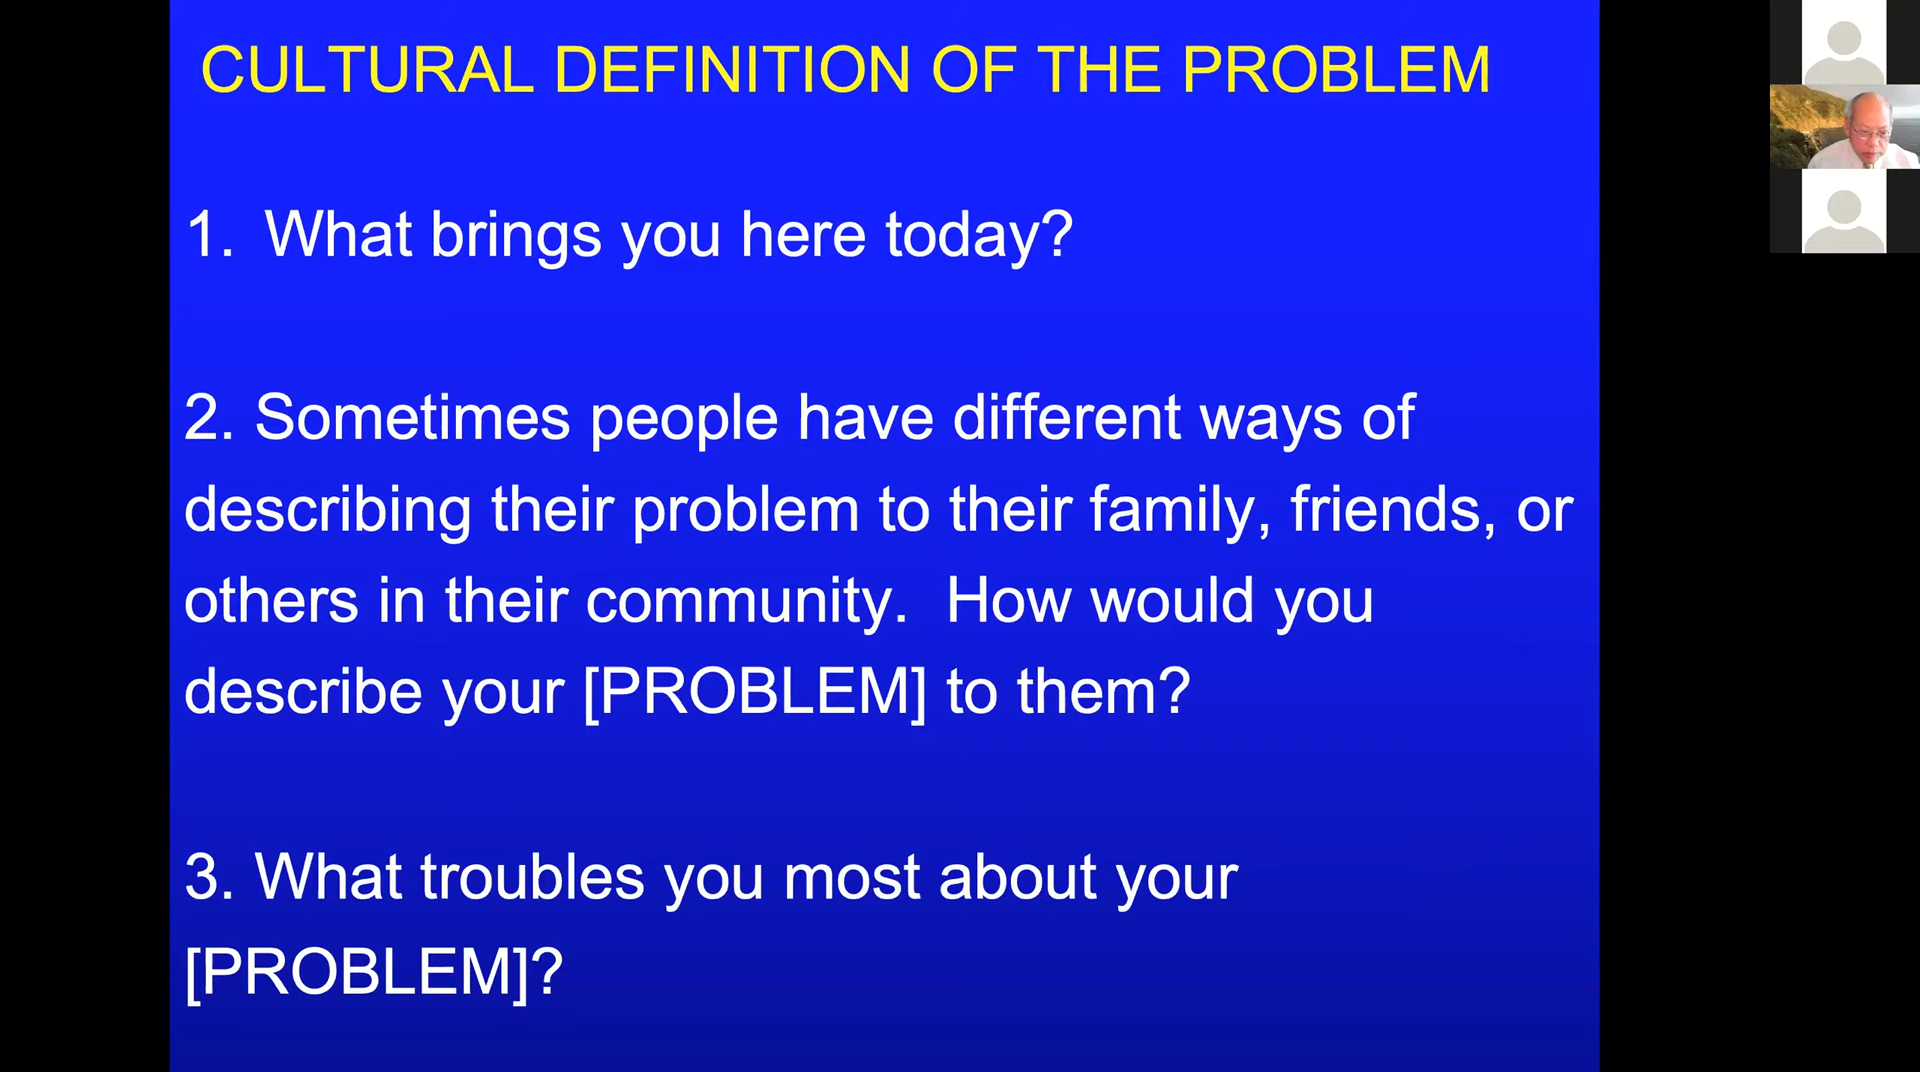 CULTURAL DEFINITION OF THE PROBLEM
1. What brings you here today?
2. Sometimes people have different ways of
describing their problem to their family, friends, or
others in their community. How would you
describe your [PROBLEM] to them?
3. What troubles you most about your
[PROBLEM]?